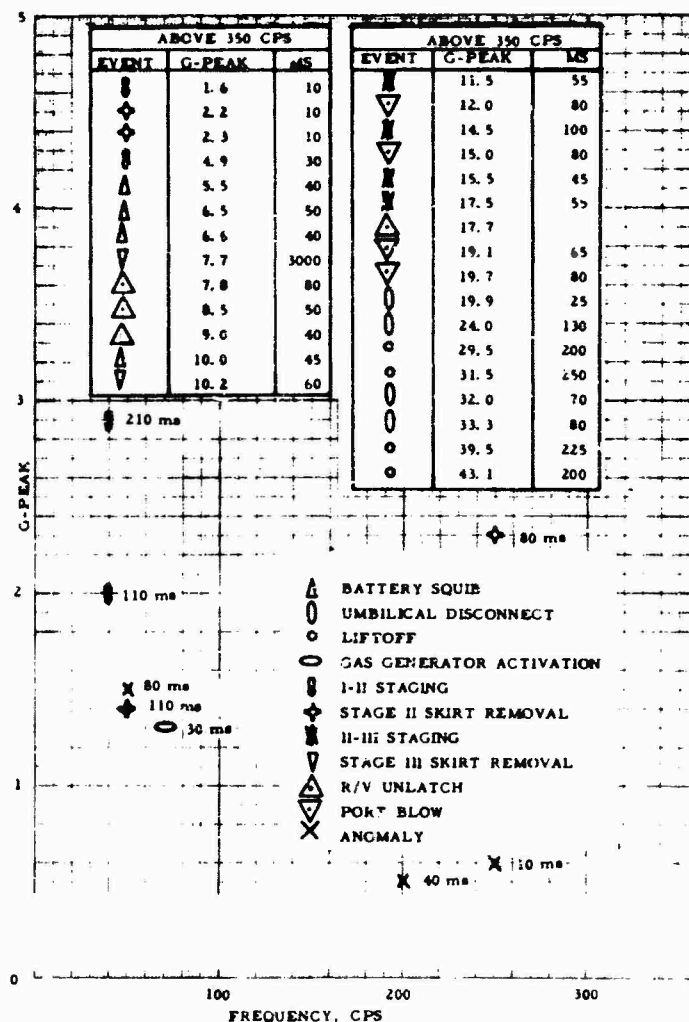 5
ABOVE 350 CPS
EVENT G-PEAK MS
1.6 10
2.2 10
2.3 10
4.9 30
5.5 40
6.5 50
6.6 40
7.7 3000
7.8 80
8.5 50
9.0 40
10.0 45
10.2 60
ABOVE 350 CPS
EVENT G-PEAK MS
11.5 55
12.0 80
14.5 100
15.0 80
15.5 45
17.5 55
17.7
19.1 65
19.7 80
19.9 25
24.0 130
29.5 200
31.5 250
32.0 70
33.3 80
39.5 225
43.1 200
4
3
210 ms
G-PEAK
80 ms
2
110 ms
80 ms
110 ms
30 ms
BATTERY SQUIB
UMBILICAL DISCONNECT
LIFTOFF
GAS GENERATOR ACTIVATION
I-II STAGING
STAGE II SKIRT REMOVAL
II-III STAGING
STAGE III SKIRT REMOVAL
R/V UNLATCH
PORT BLOW
ANOMALY
1
10 ms
40 ms
0
0 100 200 300
FREQUENCY, CPS